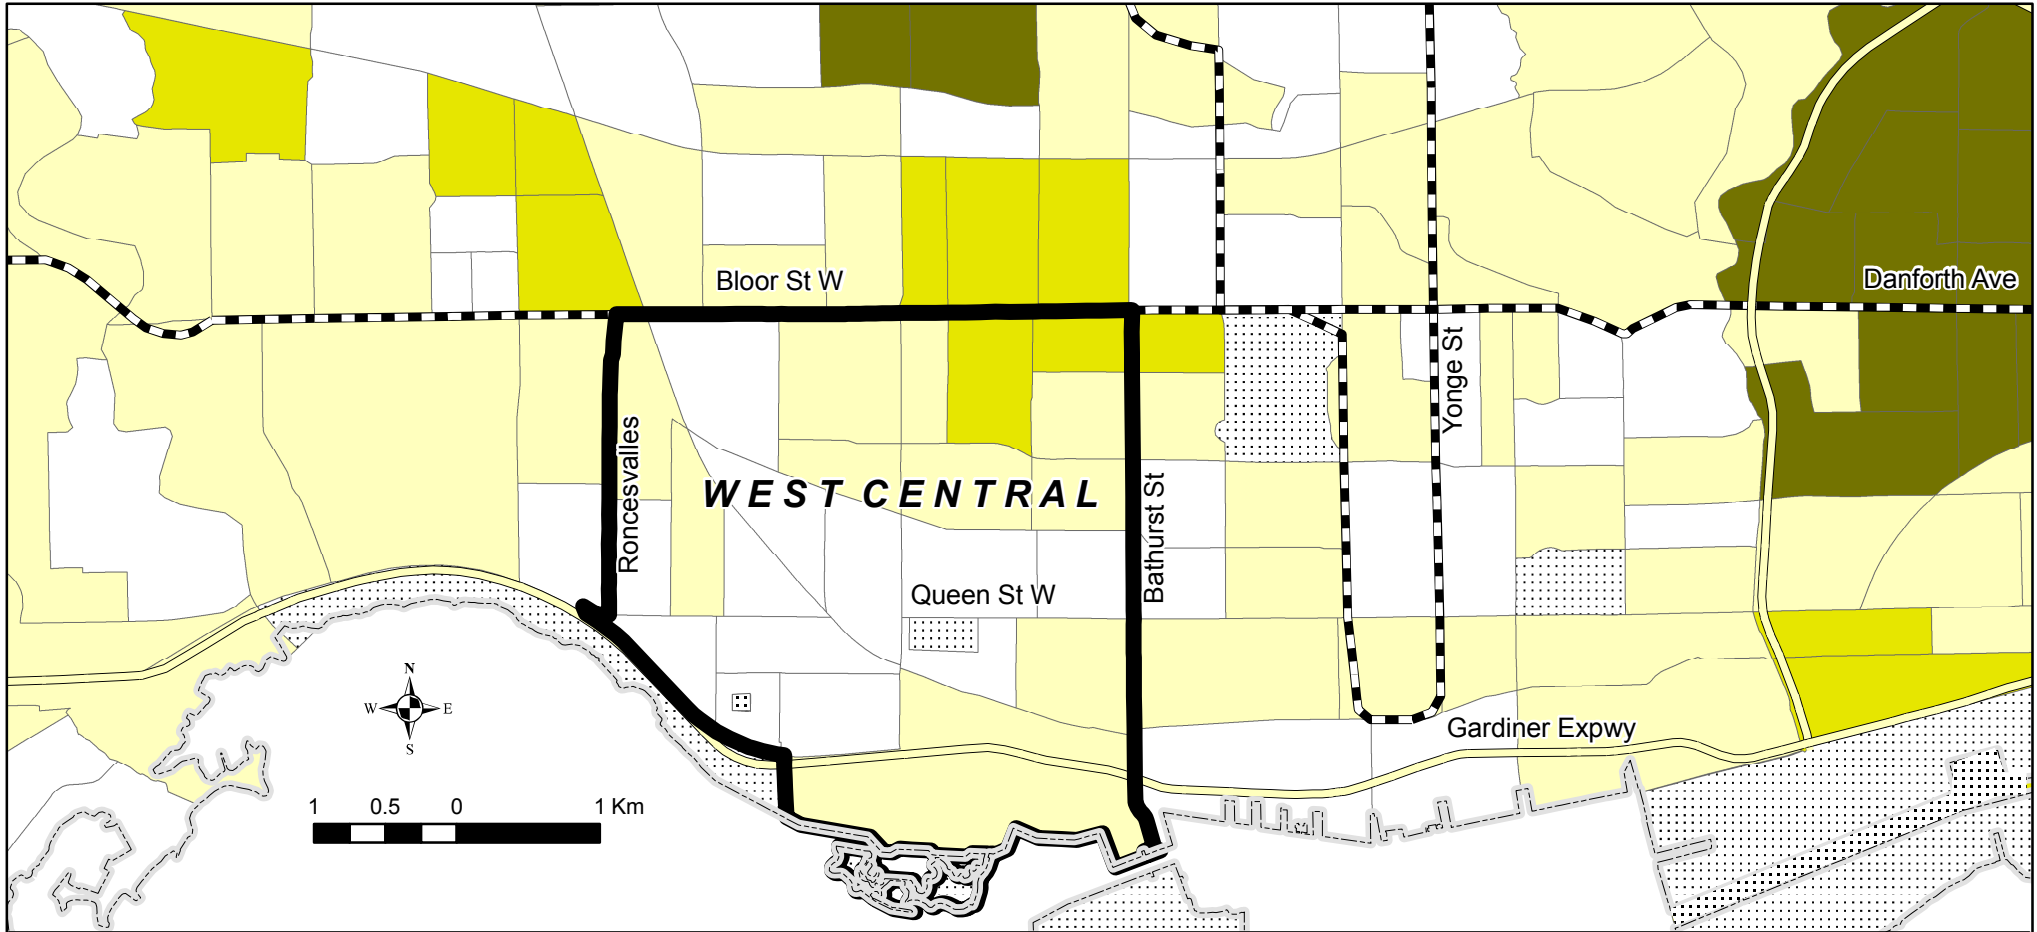 Bloor St W
Danforth Ave
Yonge St
Roncesvalles
WEST CENTRAL
Bathurst St
Queen St W
N
W E
S
Gardiner Expwy
1 0.5 0 1 Km